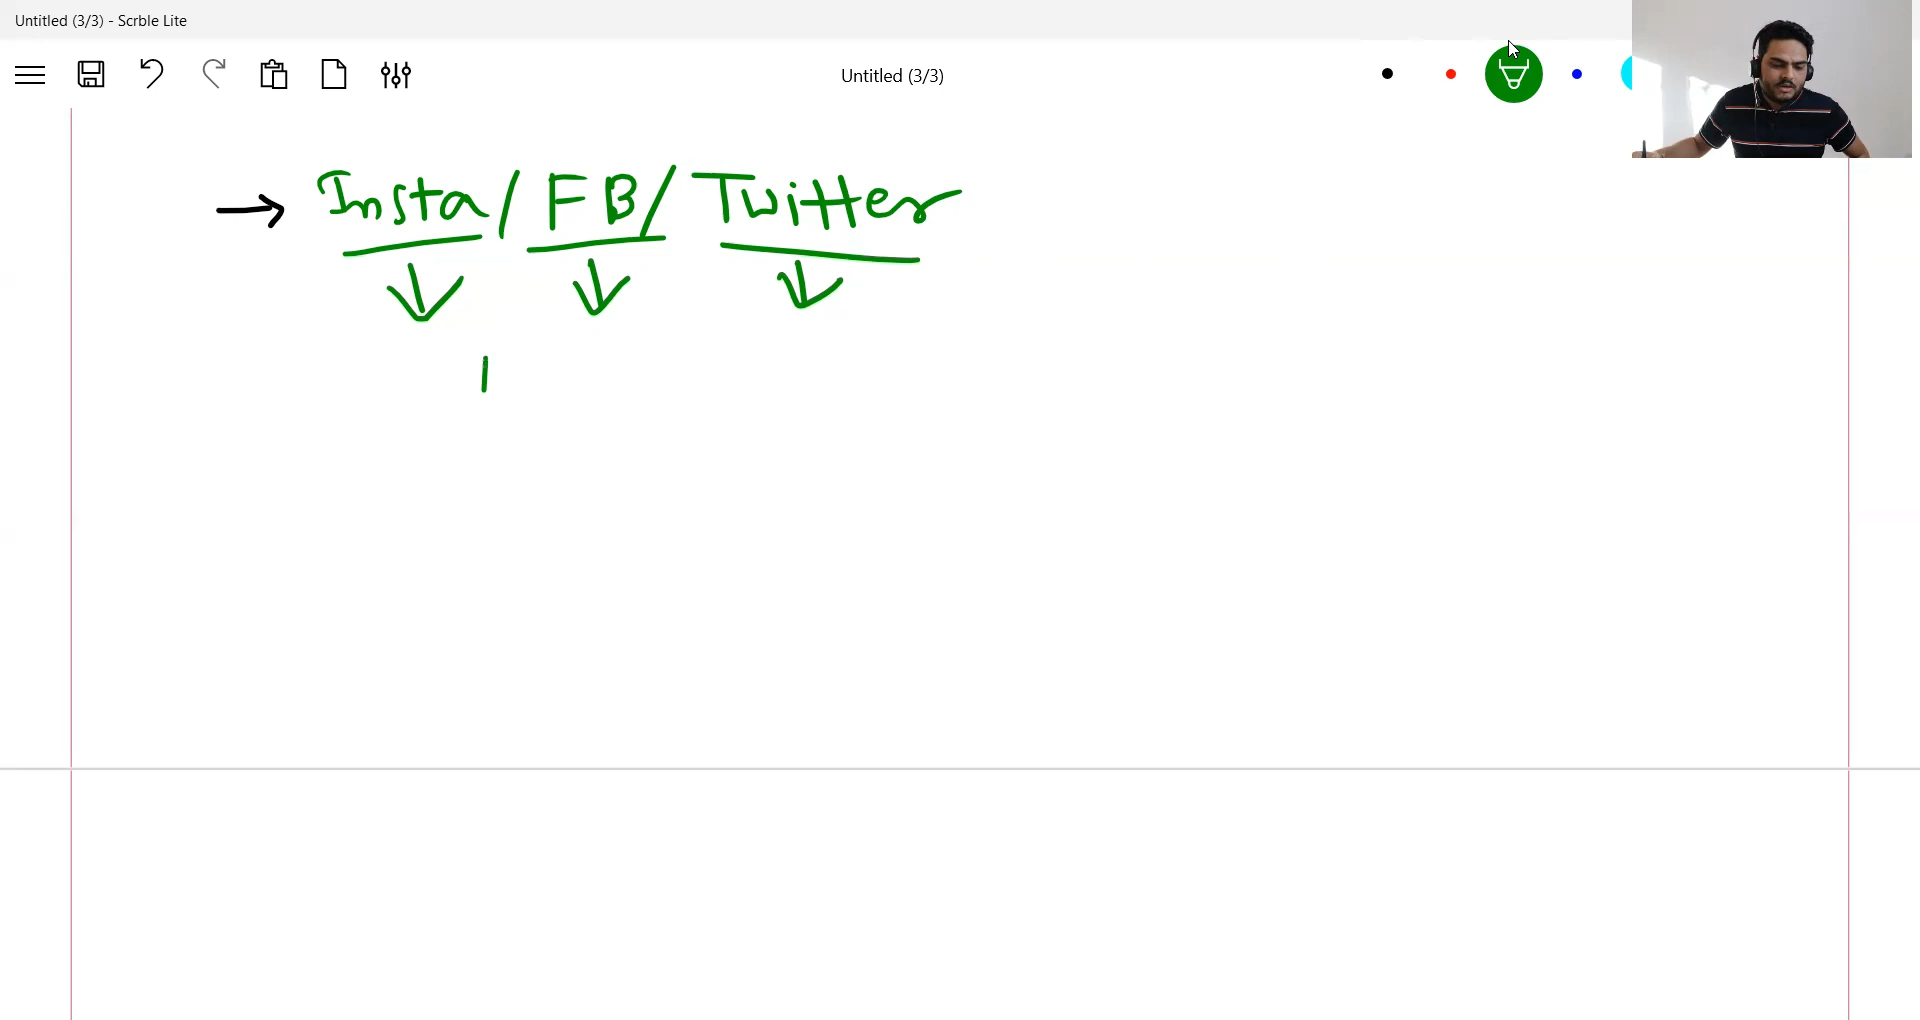 Untitled (3/3) - Scrble Lite
Untitled (3/3)
→ Insta / FB / Twitter